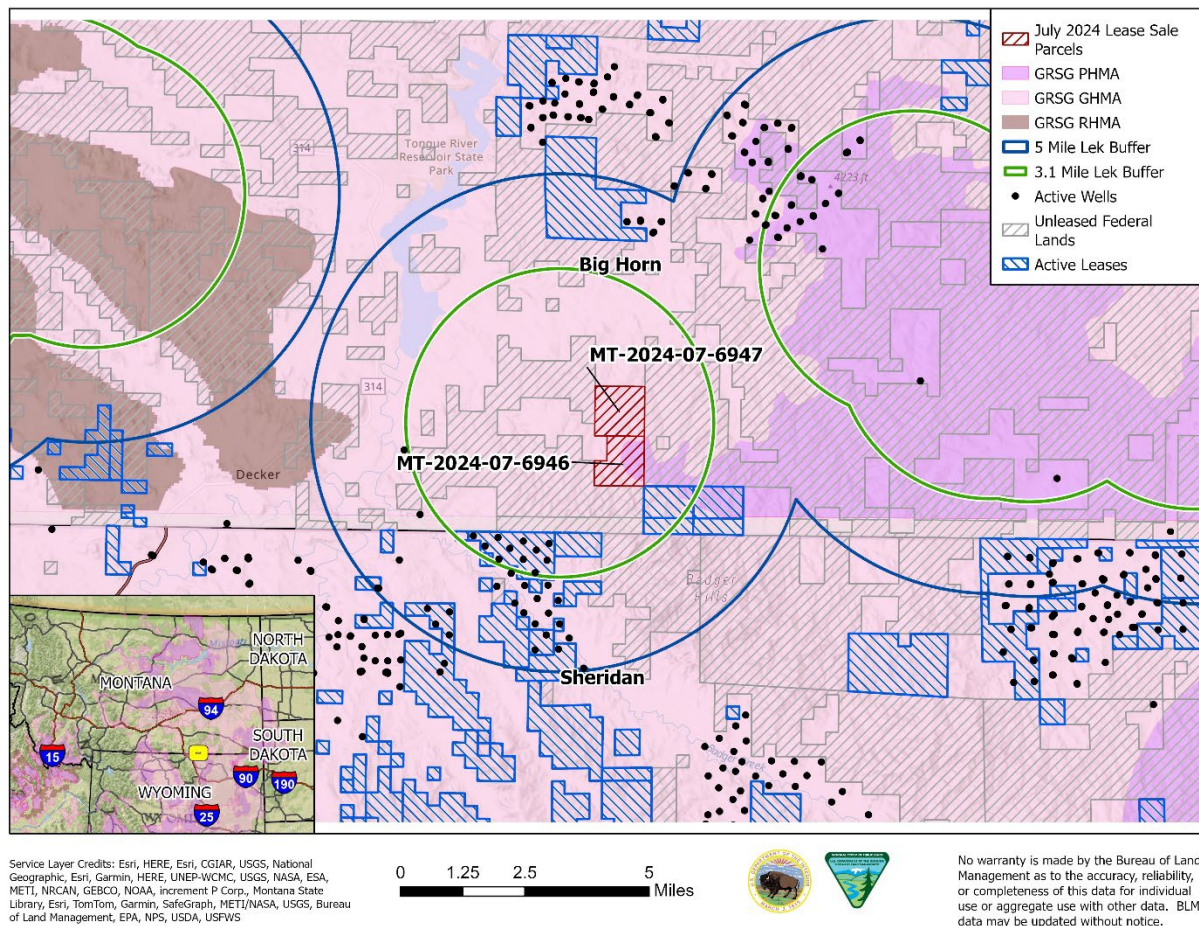 July 2024 Lease Sale
Parcels
GRSG PHMA
GRSG GHMA
GRSG RHMA
5 Mile Lek Buffer
3.1 Mile Lek Buffer
Active Wells
Unleased Federal
Lands
Active Leases
314
Tongue River
Reservoir State
Park
4223 ft
Big Horn
MT-2024-07-6947
314
MT-2024-07-6946
Decker
Badger
Hills
Sheridan
NORTH
DAKOTA
MONTANA
94
SOUTH
DAKOTA
15
90
190
WYOMING
25
0 1.25 2.5 5
Miles
Service Layer Credits: Esri, HERE, Esri, CGIAR, USGS, National
Geographic, Esri, Garmin, HERE, UNEP-WCMC, USGS, NASA, ESA,
METI, NRCAN, GEBCO, NOAA, increment P Corp., Montana State
Library, Esri, TomTom, Garmin, SafeGraph, METI/NASA, USGS, Bureau
of Land Management, EPA, NPS, USDA, USFWS
No warranty is made by the Bureau of Land
Management as to the accuracy, reliability,
or completeness of this data for individual
use or aggregate use with other data. BLM
data may be updated without notice.